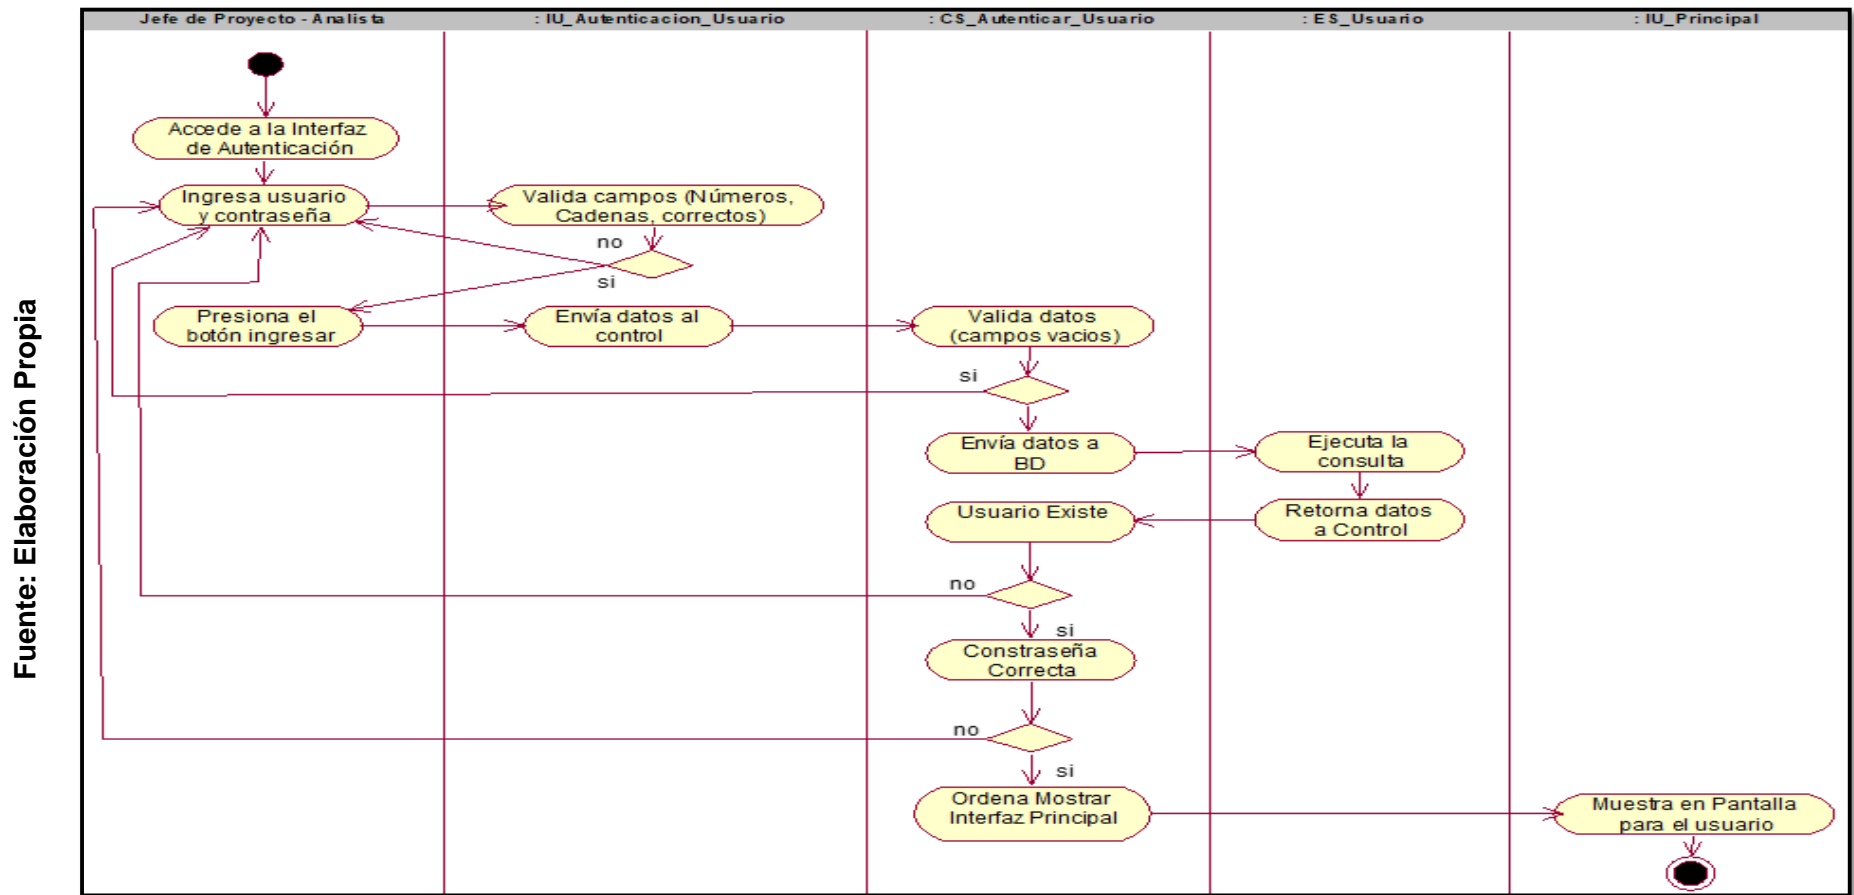 Fuente: Elaboración Propia
Jefe de Proyecto - Analista
: IU_Autenticacion_Usuario
: CS_Autenticar_Usuario
: ES_Usuario
: IU_Principal
Accede a la Interfaz
de Autenticación
Ingresa usuario
y contraseña
Valida campos (Números,
Cadenas, correctos)
no
si
Presiona el
botón ingresar
Envía datos al
control
Valida datos
(campos vacios)
si
Envía datos a
BD
Ejecuta la
consulta
Usuario Existe
Retorna datos
a Control
no
si
Constraseña
Correcta
no
si
Ordena Mostrar
Interfaz Principal
Muestra en Pantalla
para el usuario